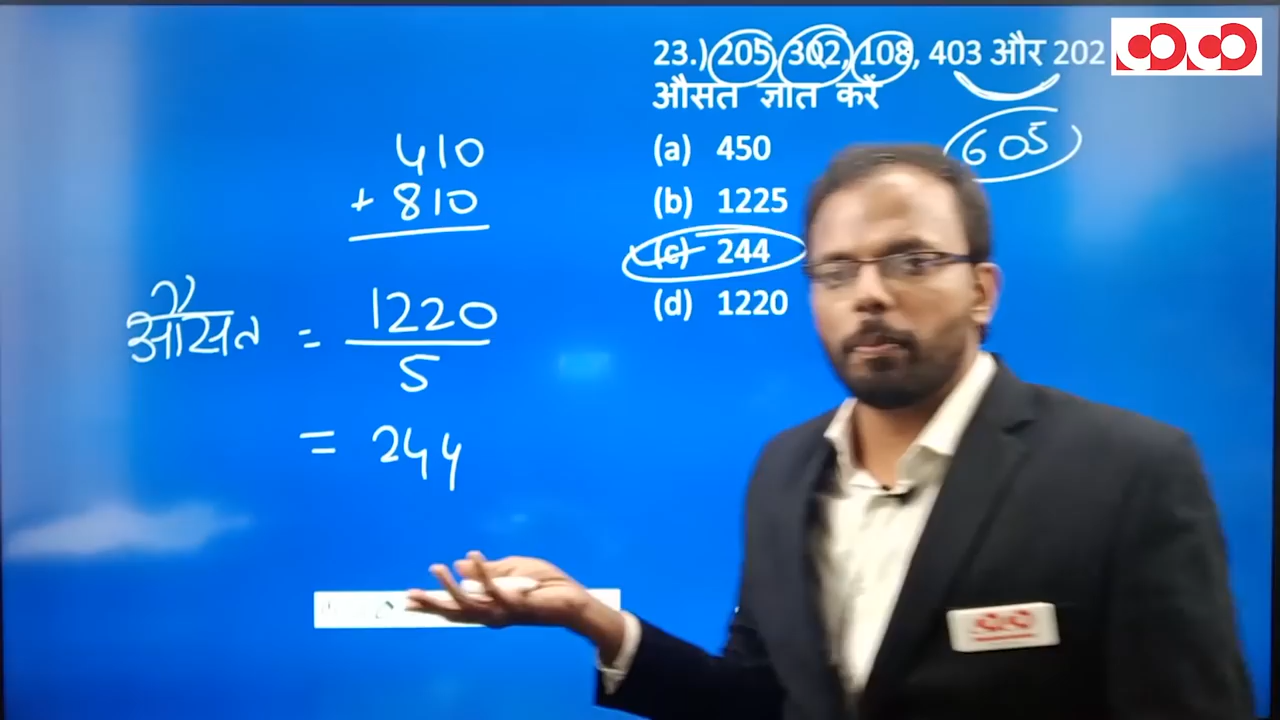 23.) 205, 302, 108, 403 और 202
औसत ज्ञात करें
(a) 450
(b) 1225
(c) 244
(d) 1220
605
410
+ 810
औसत = 1220
5
= 244